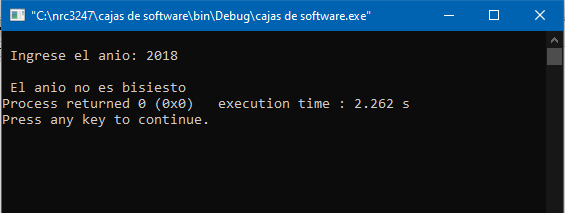 "C:\nrc3247\cajas de software\bin\Debug\cajas de software.exe"
Ingrese el anio: 2018
El anio no es bisiesto
Process returned 0 (0x0)   execution time : 2.262 s
Press any key to continue.